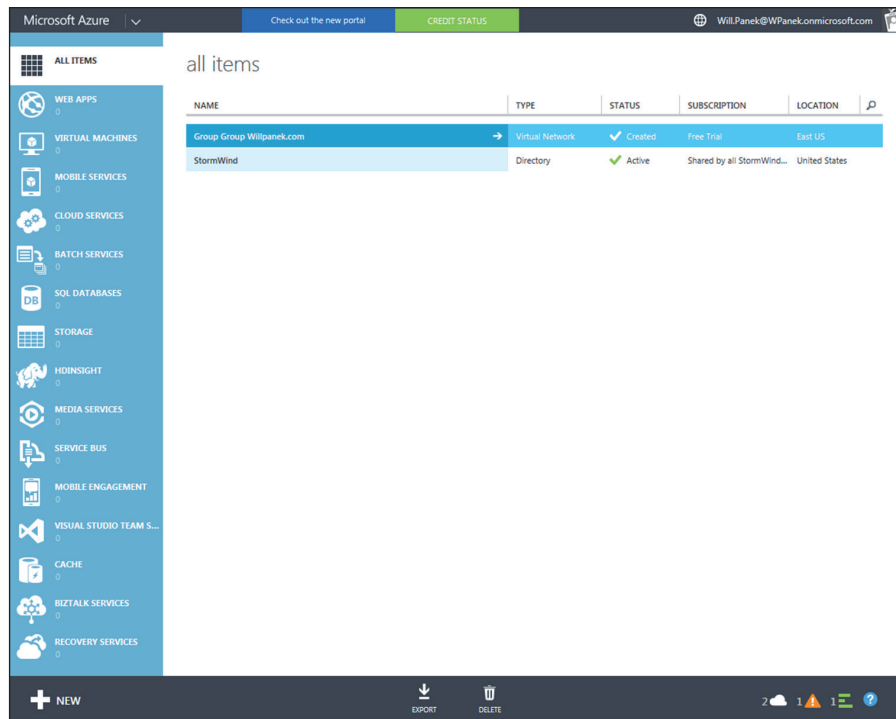 Microsoft Azure
Check out the new portal
CREDIT STATUS
Will.Panek@WPanek.onmicrosoft.com
ALL ITEMS
all items
WEB APPS
0
VIRTUAL MACHINES
0
MOBILE SERVICES
0
CLOUD SERVICES
0
BATCH SERVICES
0
SQL DATABASES
0
DB
STORAGE
0
HDINSIGHT
0
MEDIA SERVICES
0
SERVICE BUS
0
MOBILE ENGAGEMENT
0
VISUAL STUDIO TEAM S...
0
CACHE
0
BIZTALK SERVICES
0
RECOVERY SERVICES
0
NAME TYPE STATUS SUBSCRIPTION LOCATION
Group Group Willpanek.com Virtual Network Created Free Trial East US
StormWind Directory Active Shared by all StormWind... United States
NEW
EXPORT
DELETE
2 1 1 ?